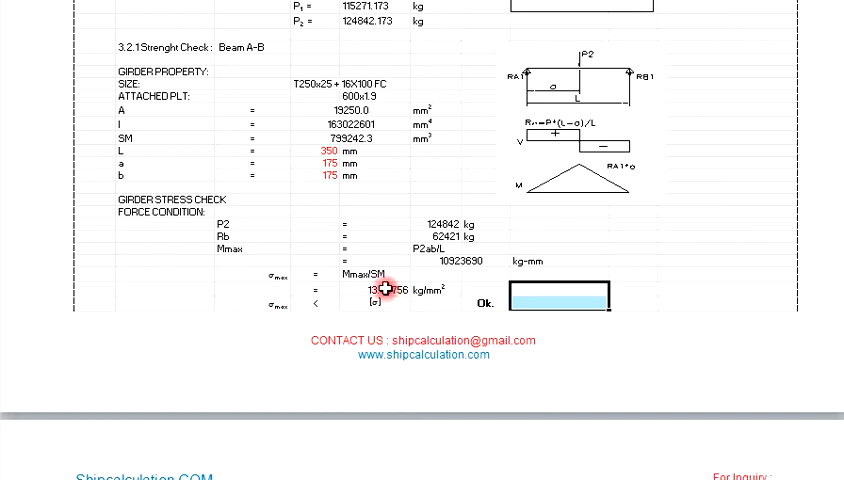 P1 = 115271.173 kg
P2 = 124842.173 kg
3.2.1 Strenght Check : Beam A-B
GIRDER PROPERTY:
SIZE: T250x25 + 16X100 FC
ATTACHED PLT: 600x1.9
A = 19250.0 mm2
I = 163022601 mm4
SM = 799242.3 mm3
L = 350 mm
a = 175 mm
b = 175 mm
P2
RA1 RB1
a
L
=P*(L-a)/L
V + -
RA1*a
M
GIRDER STRESS CHECK
FORCE CONDITION:
P2 = 124842 kg
Rb = 62421 kg
Mmax = P2ab/L
= 10923690 kg-mm
σmax = Mmax/SM
= kg/mm2
σmax < [σ] Ok.
CONTACT US : shipcalculation@gmail.com
www.shipcalculation.com
Shipcalculation.COM
For Inquiry :